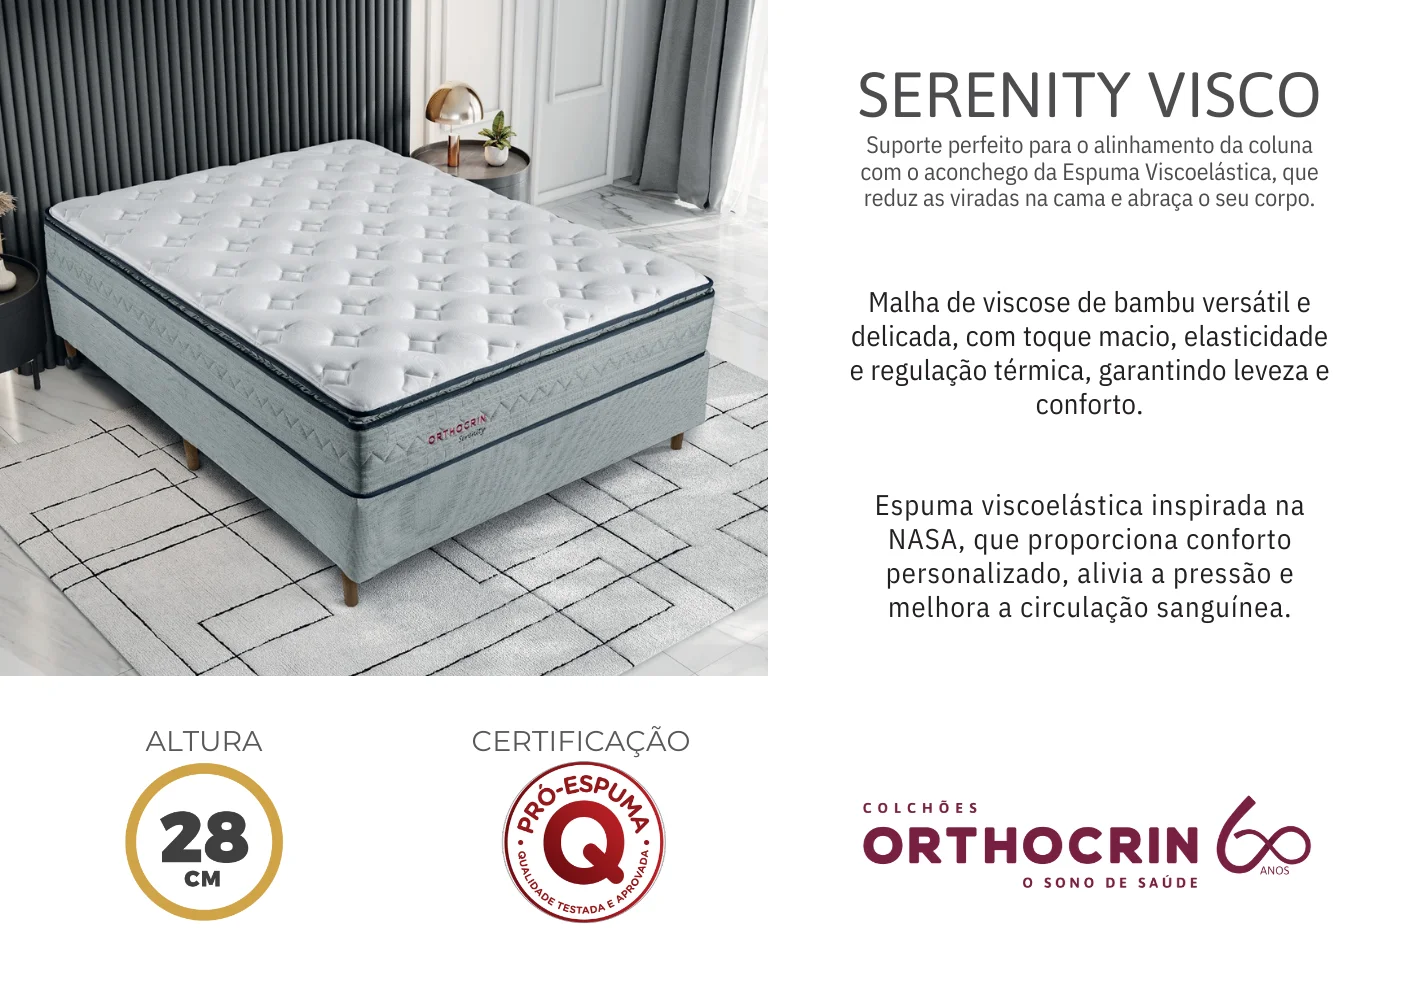 SERENITY VISCO
Suporte perfeito para o alinhamento da coluna
com o aconchego da Espuma Viscoelástica, que
reduz as viradas na cama e abraça o seu corpo.
Malha de viscose de bambu versátil e
delicada, com toque macio, elasticidade
e regulação térmica, garantindo leveza e
conforto.
Espuma viscoelástica inspirada na
NASA, que proporciona conforto
personalizado, alivia a pressão e
melhora a circulação sanguínea.
ORTHOCRIN
Serenity
ALTURA
28
CM
CERTIFICAÇÃO
PRÓ-ESPUMA
Q
• QUALIDADE TESTADA E APROVADA •
COLCHÕES
ORTHOCRIN 60
ANOS
O SONO DE SAÚDE